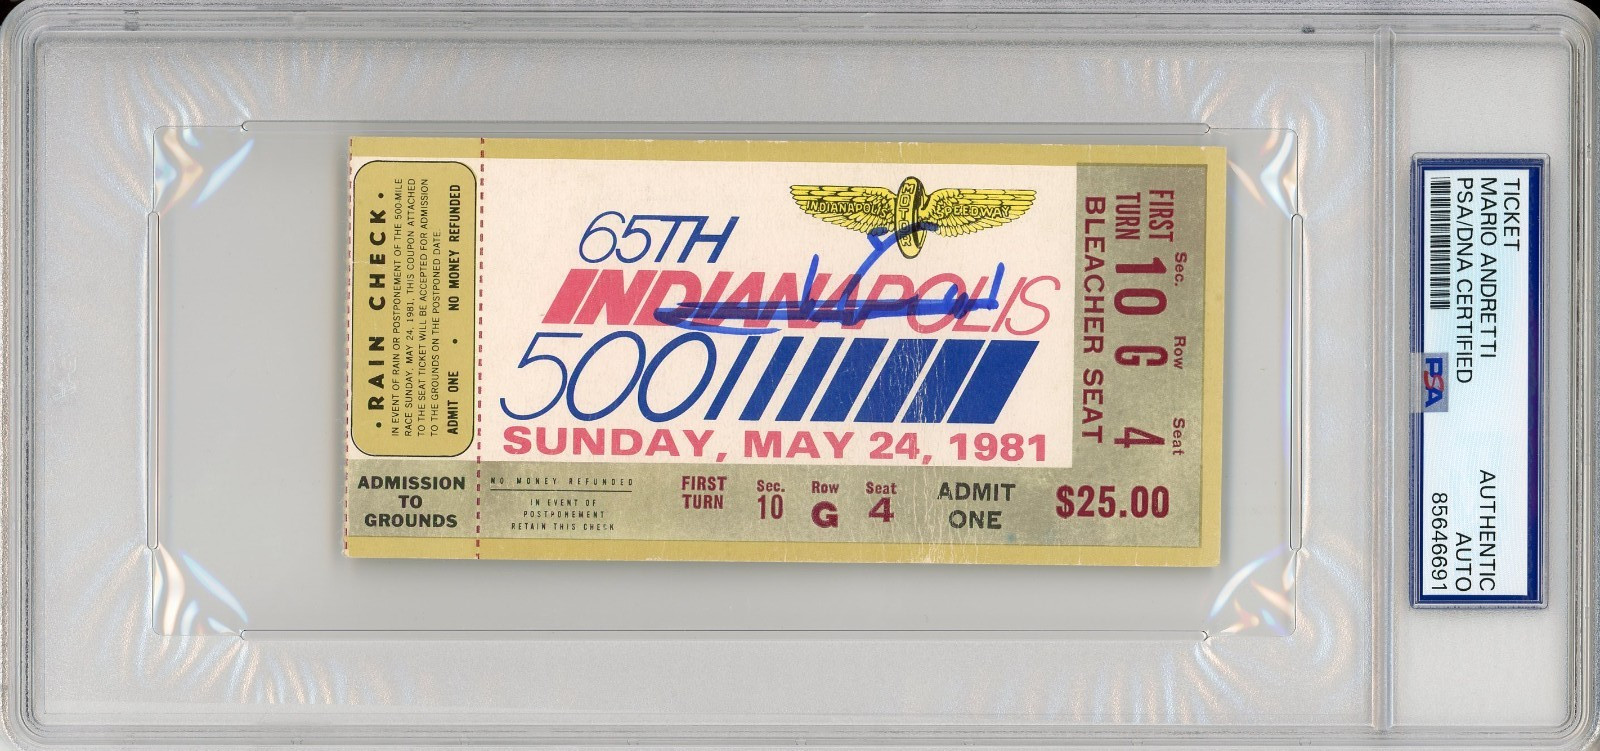 • RAIN CHECK •
IN EVENT OF RAIN OR POSTPONEMENT OF THE 500-MILE
RACE SUNDAY, MAY 24, 1981, THIS COUPON ATTACHED
TO THE SEAT TICKET WILL BE ACCEPTED FOR ADMISSION
TO THE GROUNDS ON THE POSTPONED DATE.
ADMIT ONE • NO MONEY REFUNDED
ADMISSION
TO
GROUNDS
INDIANAPOLIS MOTOR SPEEDWAY
65TH
INDIANAPOLIS
500
SUNDAY, MAY 24, 1981
NO MONEY REFUNDED
IN EVENT OF
POSTPONEMENT
RETAIN THIS CHECK
FIRST
TURN
Sec.
10
Row
G
Seat
4
ADMIT
ONE
$25.00
Sec. Row Seat
FIRST
TURN 10 G 4
BLEACHER SEAT
TICKET
MARIO ANDRETTI
PSA/DNA CERTIFIED
AUTHENTIC
AUTO
85646691
PSA